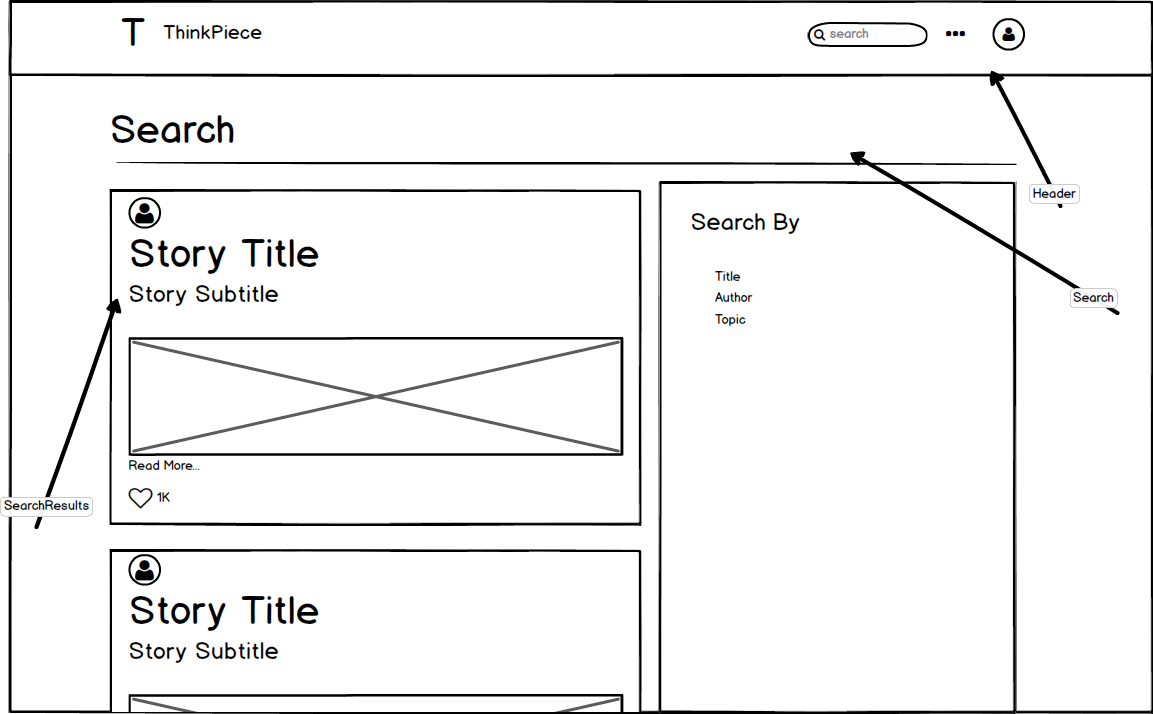 T ThinkPiece search
Header
Search
Search
SearchResults
Story Title
Story Subtitle
Read More...
1K
Story Title
Story Subtitle
Search By
Title
Author
Topic